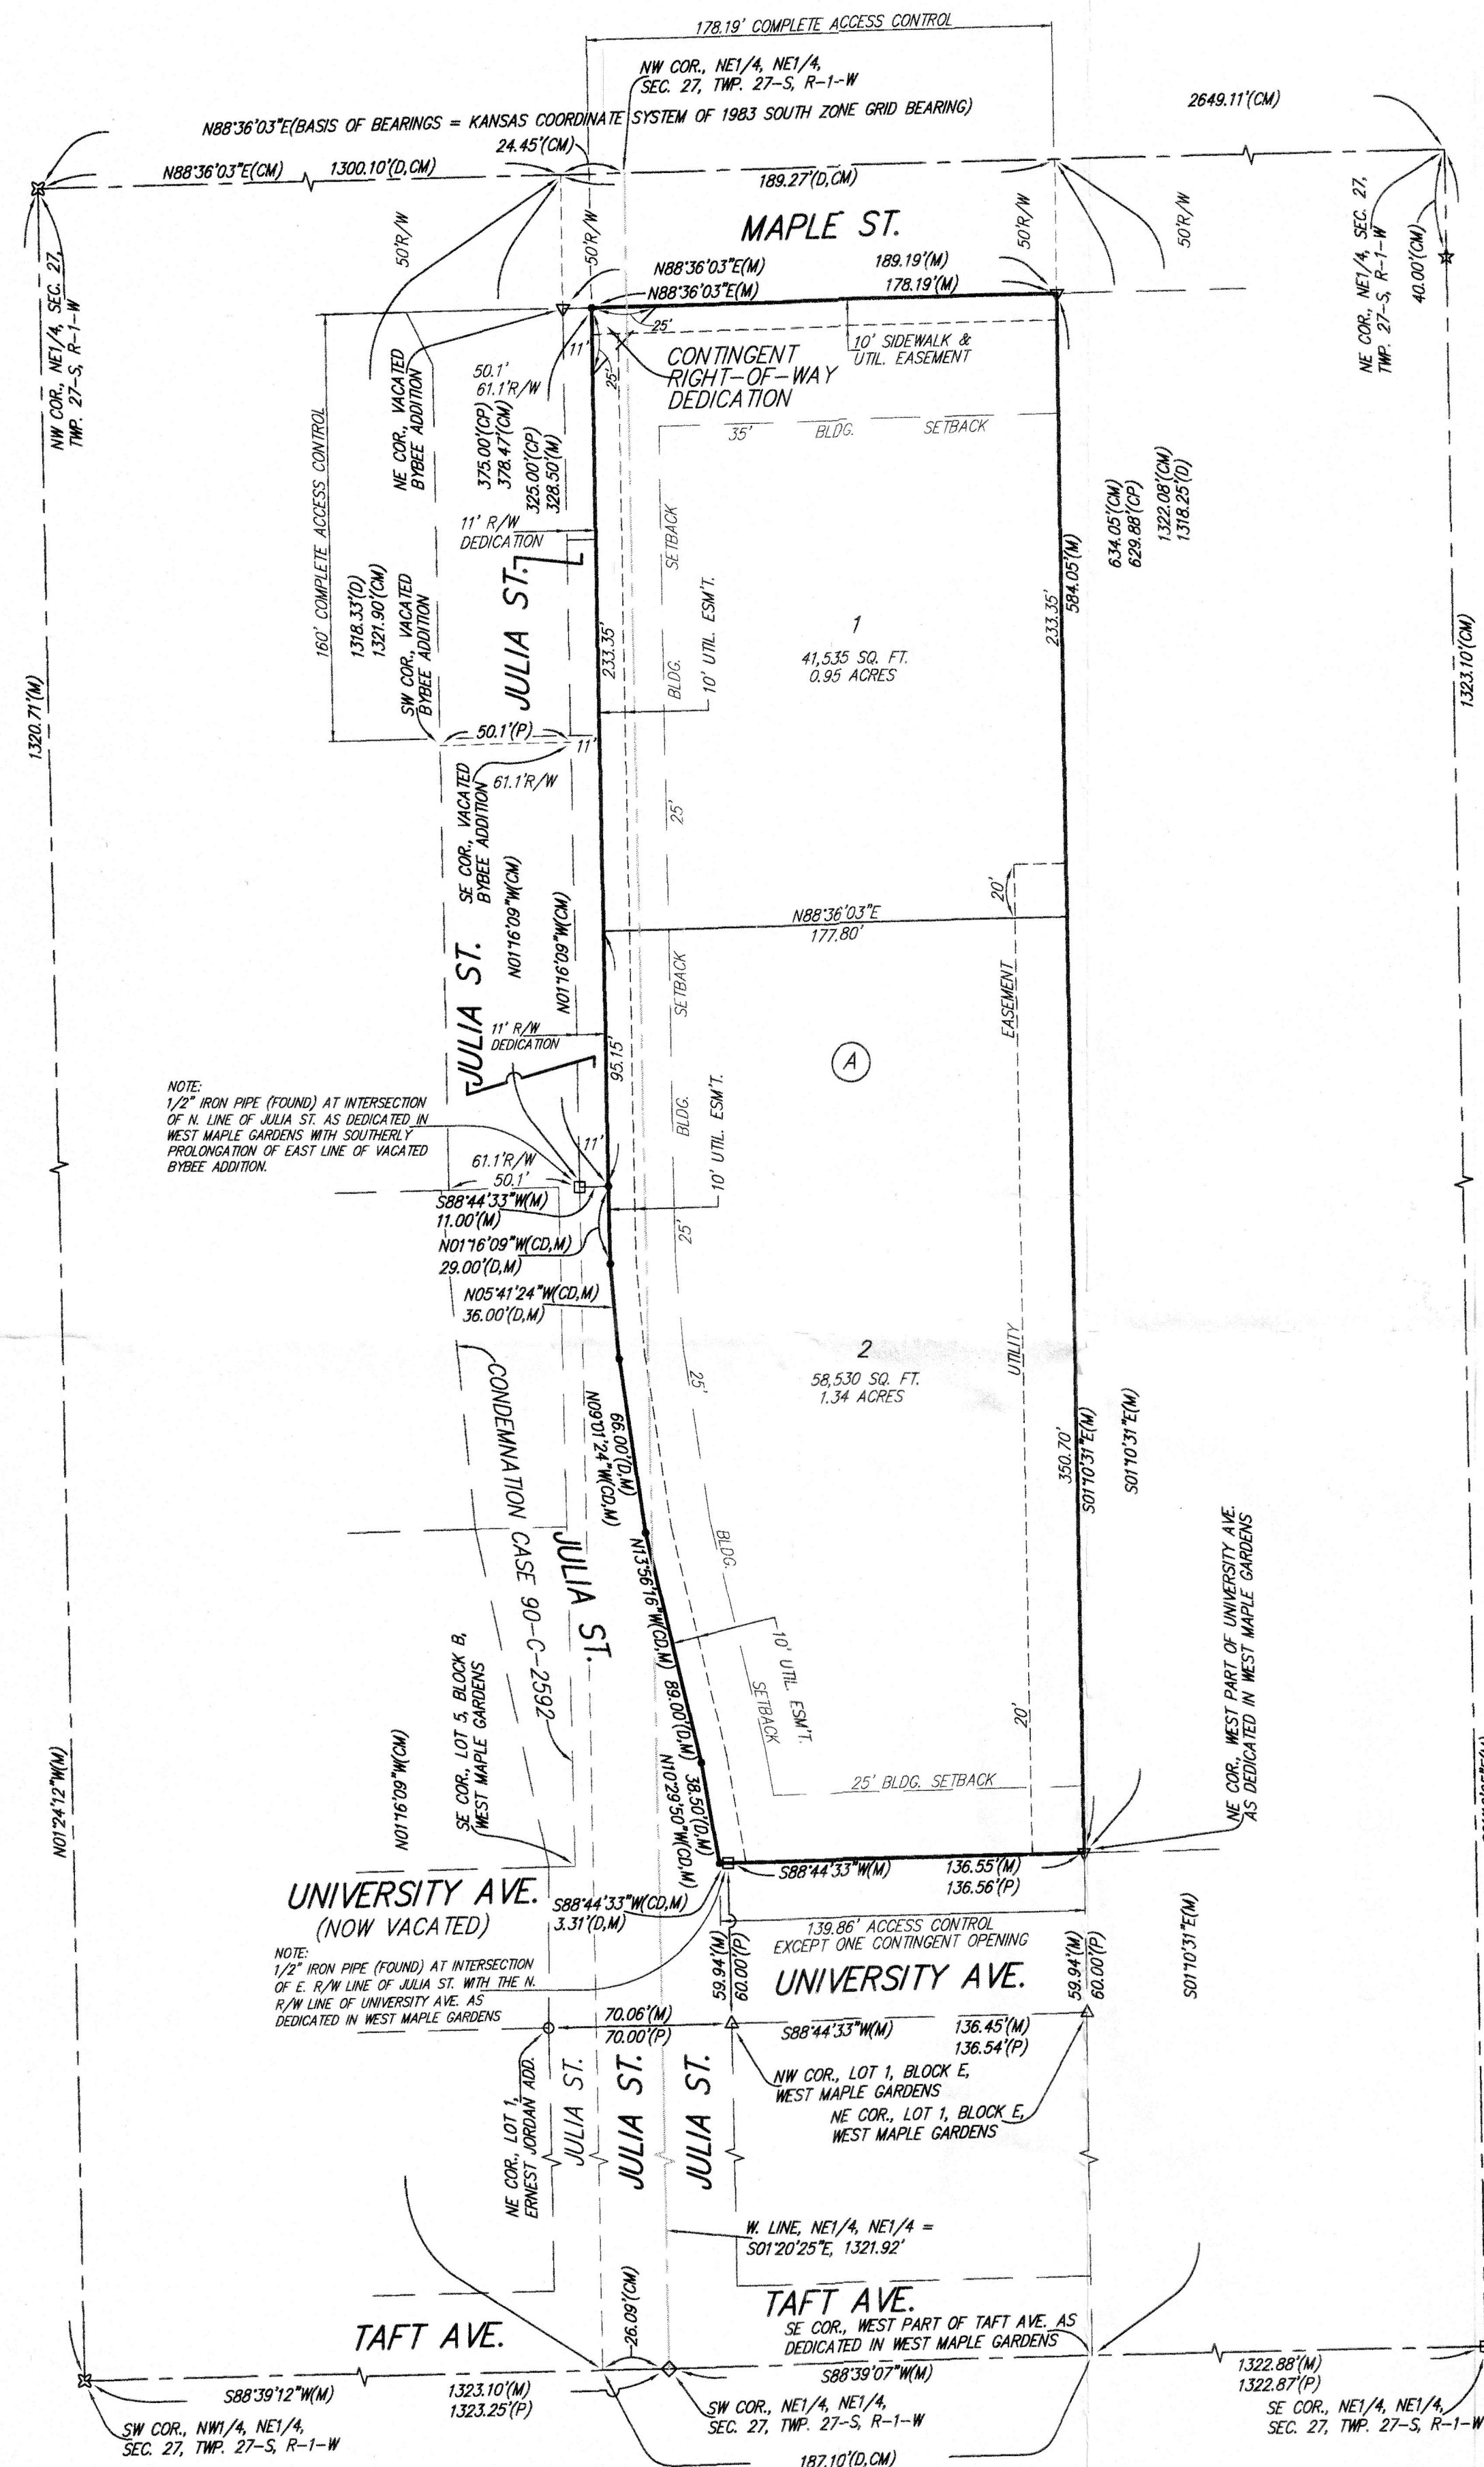 178.19' COMPLETE ACCESS CONTROL
NW COR., NE1/4, NE1/4,
SEC. 27, TWP. 27-S, R-1-W
2649.11'(CM)
N88°36'03"E(BASIS OF BEARINGS = KANSAS COORDINATE SYSTEM OF 1983 SOUTH ZONE GRID BEARING)
24.45'(CM)
N88°36'03"E(CM)
1300.10'(D,CM)
189.27'(D,CM)
MAPLE ST.
50'R/W
50'R/W
50'R/W
50'R/W
N88°36'03"E(M)
189.19'(M)
N88°36'03"E(M)
178.19'(M)
NW COR., NE1/4, SEC. 27,
TWP. 27-S, R-1-W
NE COR., NE1/4, SEC. 27,
TWP. 27-S, R-1-W
40.00'(CM)
25'
11'
25'
10' SIDEWALK &
UTIL. EASEMENT
CONTINGENT
RIGHT-OF-WAY
DEDICATION
NE COR., VACATED
BYBEE ADDITION
50.1'
61.1'R/W
375.00'(CP)
378.47'(CM)
325.00'(CP)
328.50'(M)
35' BLDG. SETBACK
160' COMPLETE ACCESS CONTROL
11' R/W
DEDICATION
JULIA ST.
1318.33'(D)
1321.90'(CM)
SW COR., VACATED
BYBEE ADDITION
233.35'
BLDG. SETBACK
10' UTIL. ESM'T.
1
41,535 SQ. FT.
0.95 ACRES
233.35'
584.05'(M)
634.05'(CM)
629.88'(CP)
1322.08'(CM)
1318.25'(D)
1320.71'(M)
1323.10'(CM)
50.1'(P)
11'
61.1'R/W
SE COR., VACATED
BYBEE ADDITION
25'
N01°16'09"W(CM)
N01°16'09"W(CM)
20'
N88°36'03"E
177.80'
JULIA ST.
11' R/W
DEDICATION
95.15'
BLDG. SETBACK
10' UTIL. ESM'T.
EASEMENT
A
NOTE:
1/2" IRON PIPE (FOUND) AT INTERSECTION
OF N. LINE OF JULIA ST. AS DEDICATED IN
WEST MAPLE GARDENS WITH SOUTHERLY
PROLONGATION OF EAST LINE OF VACATED
BYBEE ADDITION.
11'
61.1'R/W
50.1'
S88°44'33"W(M)
11.00'(M)
N01°16'09"W(CD,M)
29.00'(D,M)
N05°41'24"W(CD,M)
36.00'(D,M)
25'
25'
UTILITY
2
58,530 SQ. FT.
1.34 ACRES
CONDEMNATION CASE 90-C-2592
66.00'(D,M)
N09°01'24"W(CD,M)
350.70'
S01°10'31"E(M)
S01°10'31"E(M)
JULIA ST.
BLDG.
SETBACK
N13°56'16"W(CD,M) 89.00'(D,M)
10' UTIL. ESM'T.
20'
NE COR., WEST PART OF UNIVERSITY AVE.
AS DEDICATED IN WEST MAPLE GARDENS
SE COR., LOT 5, BLOCK B,
WEST MAPLE GARDENS
N01°16'09"W(CM)
N01°24'12"W(M)
38.50'(D,M)
N10°29'50"W(CD,M)
25' BLDG. SETBACK
S88°44'33"W(M)
136.55'(M)
136.56'(P)
UNIVERSITY AVE.
(NOW VACATED)
S88°44'33"W(CD,M)
3.31'(D,M)
139.86' ACCESS CONTROL
EXCEPT ONE CONTINGENT OPENING
NOTE:
1/2" IRON PIPE (FOUND) AT INTERSECTION
OF E. R/W LINE OF JULIA ST. WITH THE N.
R/W LINE OF UNIVERSITY AVE. AS
DEDICATED IN WEST MAPLE GARDENS
59.94'(M)
60.00'(P)
UNIVERSITY AVE.
59.94'(M)
60.00'(P)
S01°10'31"E(M)
70.06'(M)
70.00'(P)
S88°44'33"W(M)
136.45'(M)
136.54'(P)
NW COR., LOT 1, BLOCK E,
WEST MAPLE GARDENS
NE COR., LOT 1, BLOCK E,
WEST MAPLE GARDENS
NE COR., LOT 1,
ERNEST JORDAN ADD.
JULIA ST.
JULIA ST.
JULIA ST.
W. LINE, NE1/4, NE1/4 =
S01°20'25"E, 1321.92'
26.09'(CM)
TAFT AVE.
TAFT AVE.
SE COR., WEST PART OF TAFT AVE. AS
DEDICATED IN WEST MAPLE GARDENS
S88°39'12"W(M)
1323.10'(M)
1323.25'(P)
S88°39'07"W(M)
1322.88'(M)
1322.87'(P)
SW COR., NW1/4, NE1/4,
SEC. 27, TWP. 27-S, R-1-W
SW COR., NE1/4, NE1/4,
SEC. 27, TWP. 27-S, R-1-W
SE COR., NE1/4, NE1/4,
SEC. 27, TWP. 27-S, R-1-W
187.10'(D,CM)